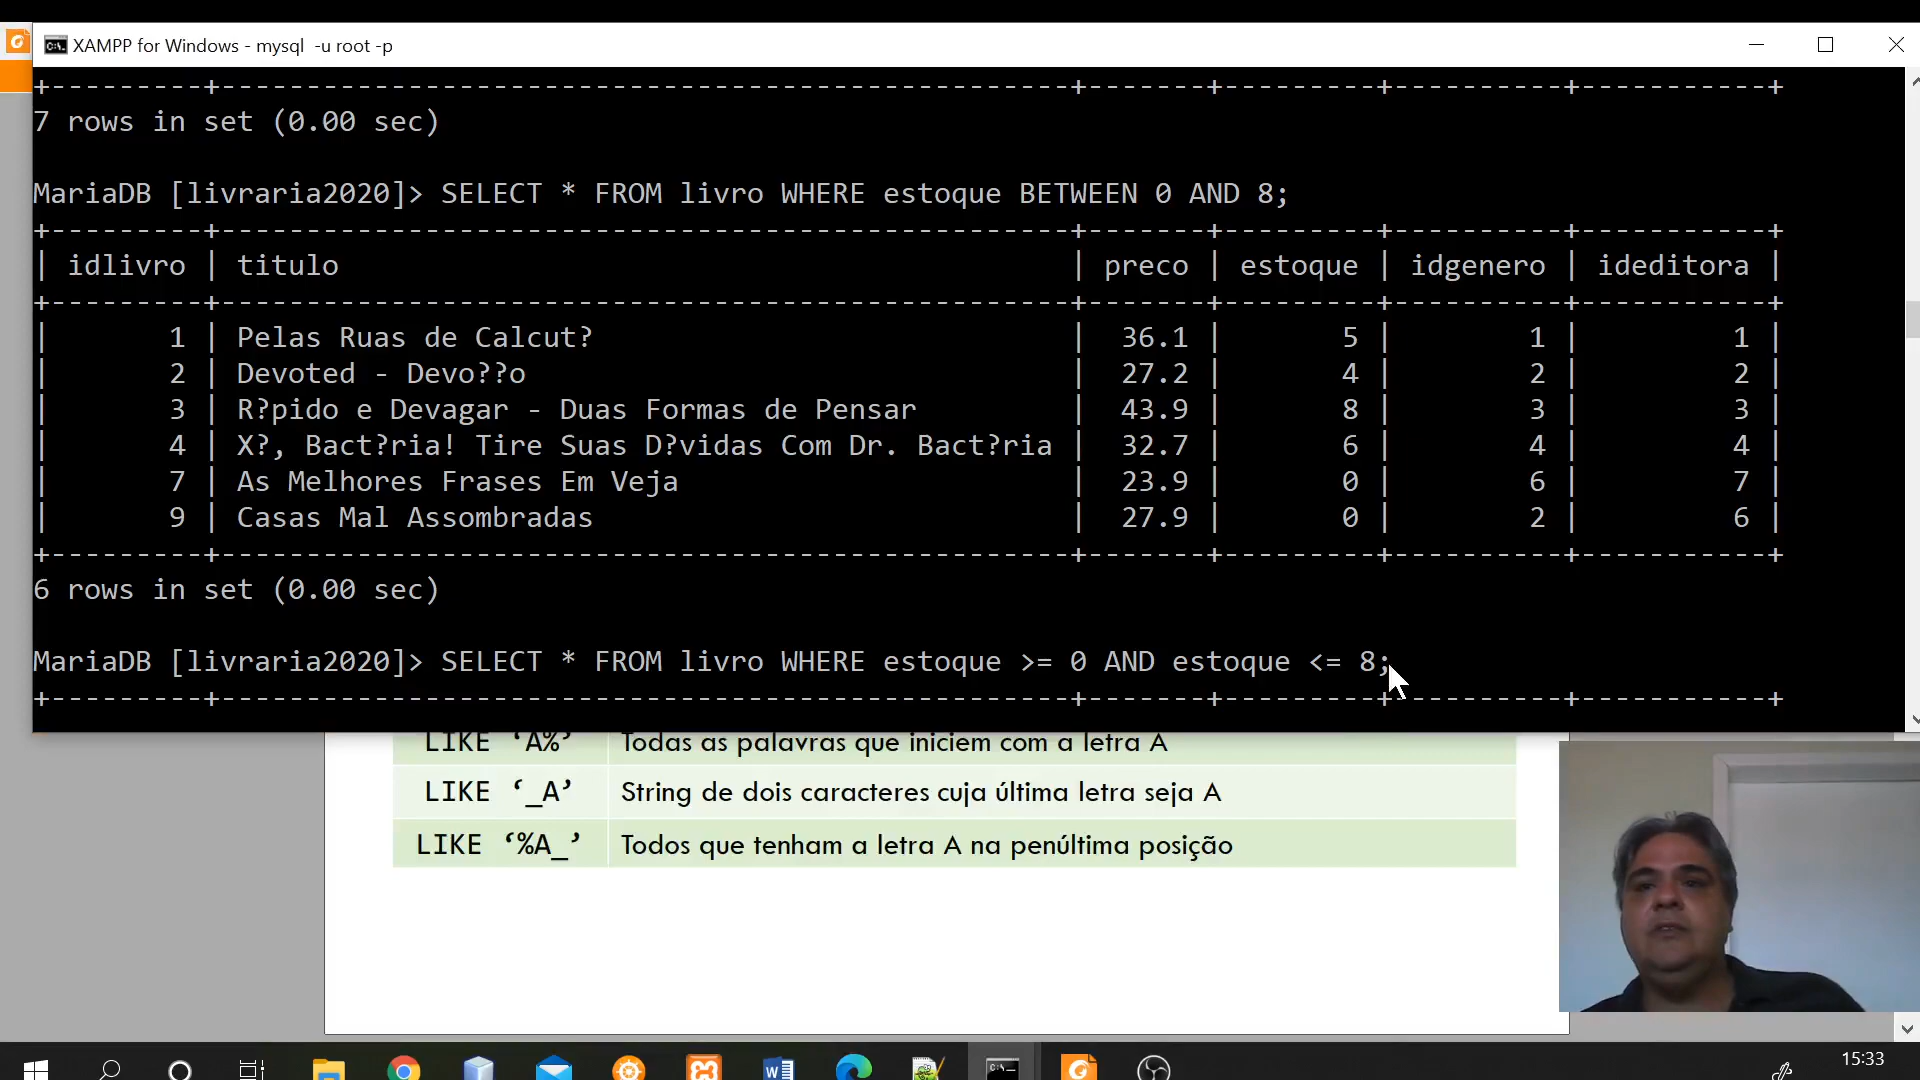 XAMPP for Windows - mysql  -u root -p
+---------+--------------------------------------------------+-------+---------+----------+-----------+
7 rows in set (0.00 sec)
MariaDB [livraria2020]> SELECT * FROM livro WHERE estoque BETWEEN 0 AND 8;
+---------+--------------------------------------------------+-------+---------+----------+-----------+
| idlivro | titulo                                           | preco | estoque | idgenero | ideditora |
+---------+--------------------------------------------------+-------+---------+----------+-----------+
|       1 | Pelas Ruas de Calcut?                            |  36.1 |       5 |        1 |         1 |
|       2 | Devoted - Devo??o                                |  27.2 |       4 |        2 |         2 |
|       3 | R?pido e Devagar - Duas Formas de Pensar         |  43.9 |       8 |        3 |         3 |
|       4 | X?, Bact?ria! Tire Suas D?vidas Com Dr. Bact?ria |  32.7 |       6 |        4 |         4 |
|       7 | As Melhores Frases Em Veja                       |  23.9 |       0 |        6 |         7 |
|       9 | Casas Mal Assombradas                            |  27.9 |       0 |        2 |         6 |
+---------+--------------------------------------------------+-------+---------+----------+-----------+
6 rows in set (0.00 sec)
MariaDB [livraria2020]> SELECT * FROM livro WHERE estoque >= 0 AND estoque <= 8;
+---------+--------------------------------------------------+-------+---------+----------+-----------+
LIKE ‘A%’ Todas as palavras que iniciem com a letra A
LIKE ‘_A’ String de dois caracteres cuja última letra seja A
LIKE ‘%A_’ Todos que tenham a letra A na penúltima posição
15:33